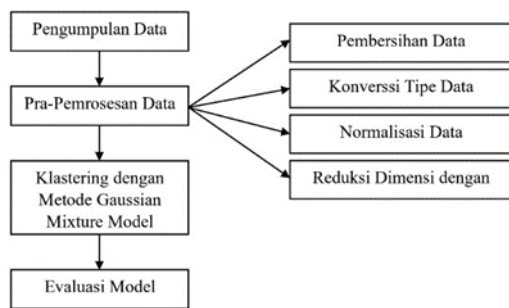 Pengumpulan Data
Pra-Pemrosesan Data
Klastering dengan
Metode Gaussian
Mixture Model
Evaluasi Model
Pembersihan Data
Konverssi Tipe Data
Normalisasi Data
Reduksi Dimensi dengan